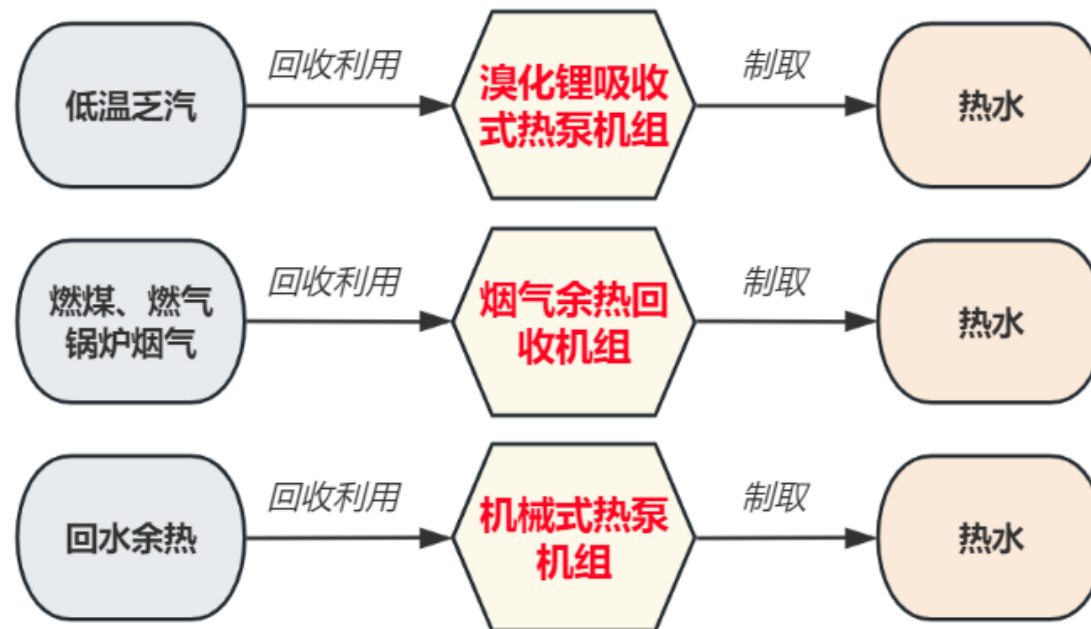 回收利用
制取
低温乏汽
溴化锂吸收
式热泵机组
热水
回收利用
制取
燃煤、燃气
锅炉烟气
烟气余热回
收机组
热水
回收利用
制取
回水余热
机械式热泵
机组
热水